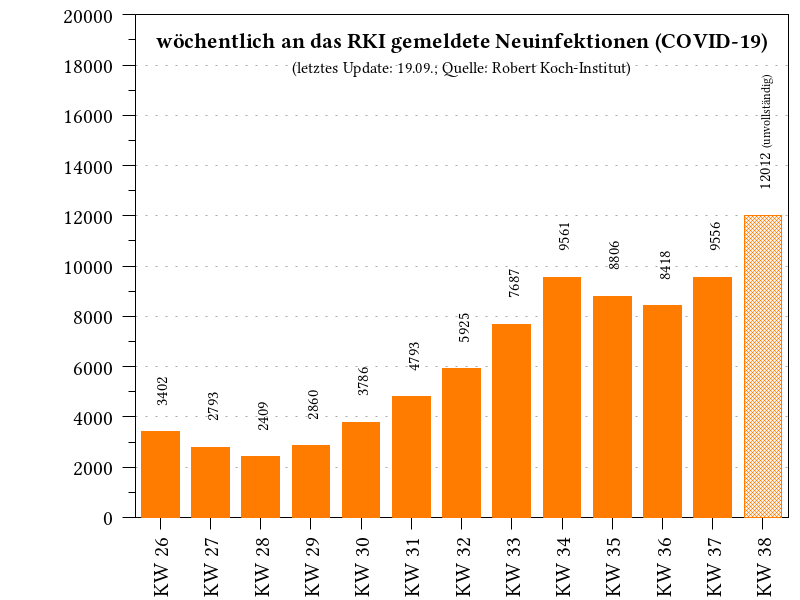 wöchentlich an das RKI gemeldete Neuinfektionen (COVID-19)
(letztes Update: 19.09.; Quelle: Robert Koch-Institut)
20000
18000
16000
14000
12000
10000
8000
6000
4000
2000
0
3402
2793
2409
2860
3786
4793
5925
7687
9561
8806
8418
9556
12012 (unvollständig)
KW 26
KW 27
KW 28
KW 29
KW 30
KW 31
KW 32
KW 33
KW 34
KW 35
KW 36
KW 37
KW 38